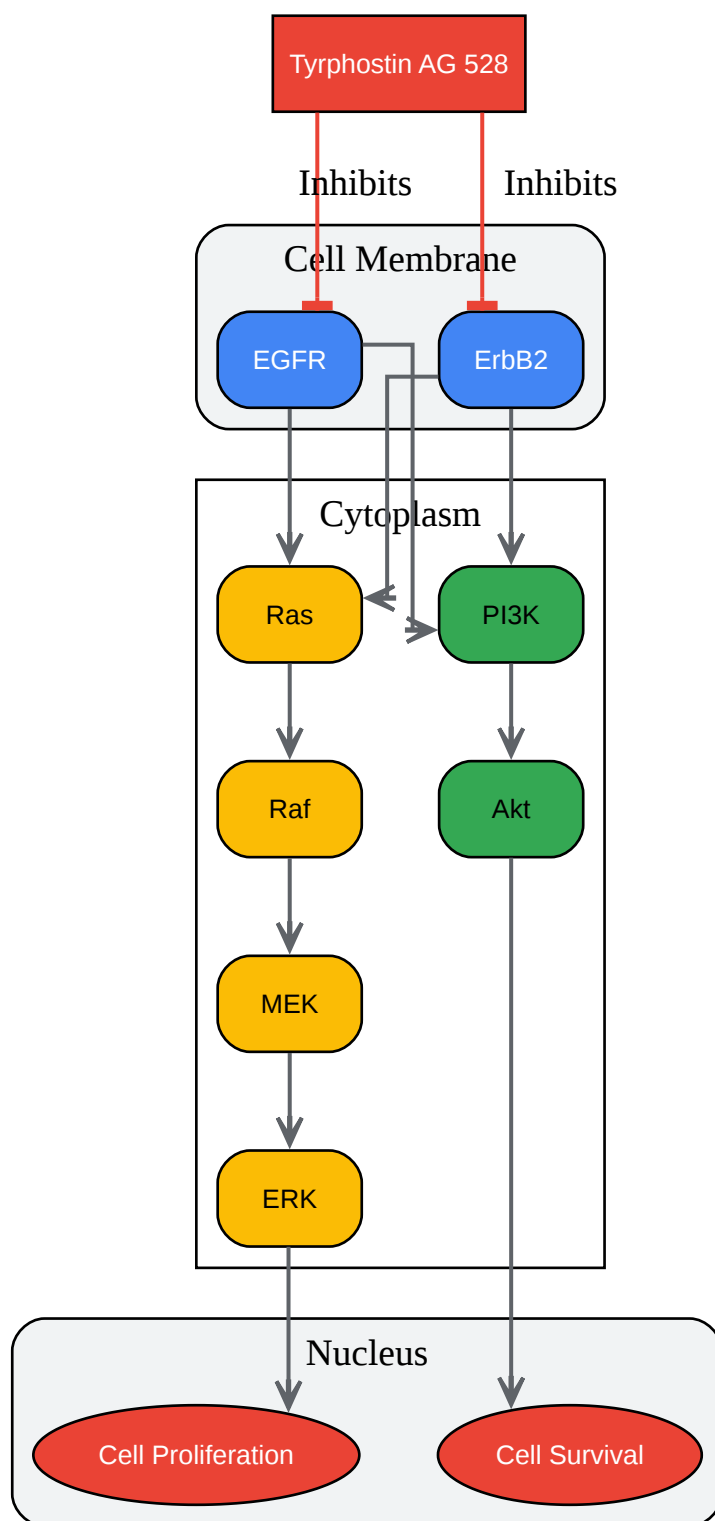 Tyrphostin AG 528
Inhibits
Inhibits
Cell Membrane
EGFR
ErbB2
Cytoplasm
Ras
PI3K
Raf
Akt
MEK
ERK
Nucleus
Cell Proliferation
Cell Survival